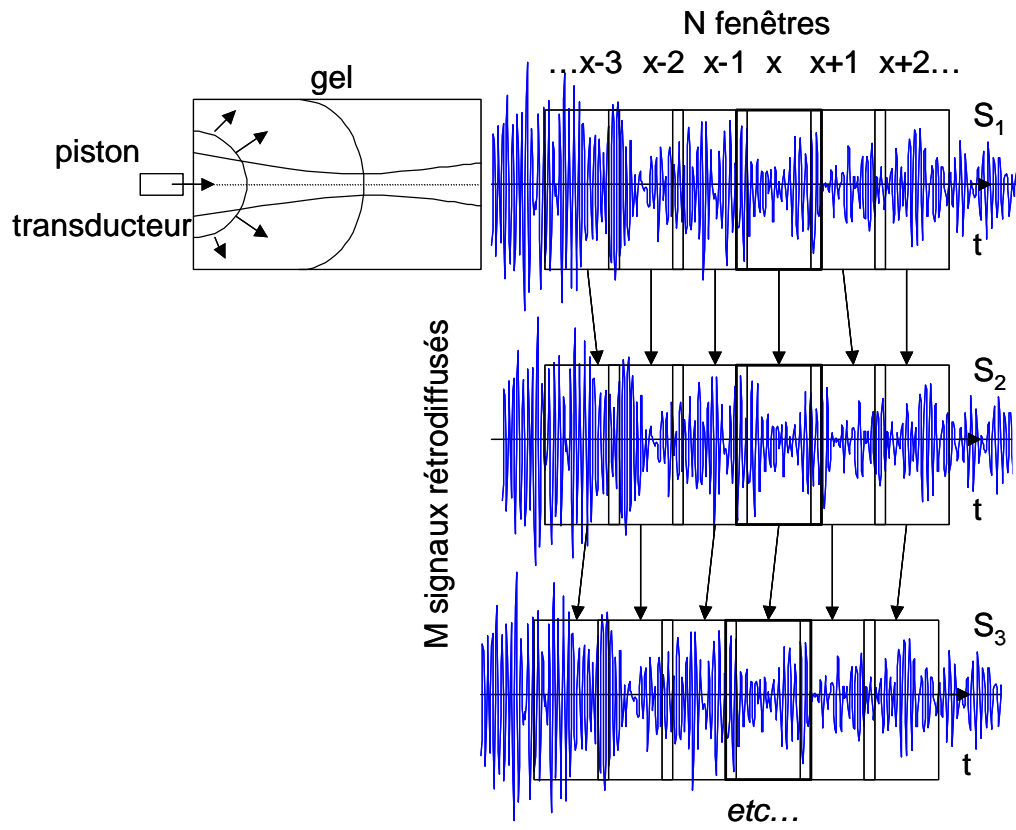 N fenêtres
…x-3 x-2 x-1 x x+1 x+2…
gel
piston
transducteur
S1
t
M signaux rétrodiffusés
S2
t
S3
t
etc…